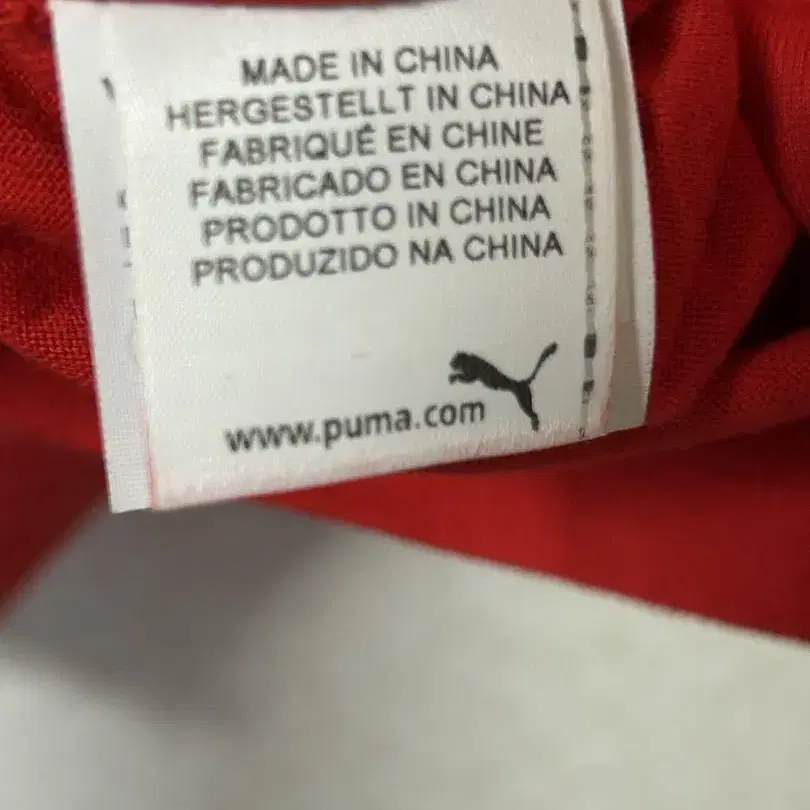 MADE IN CHINA
HERGESTELLT IN CHINA
FABRIQUÉ EN CHINE
FABRICADO EN CHINA
PRODOTTO IN CHINA
PRODUZIDO NA CHINA
www.puma.com